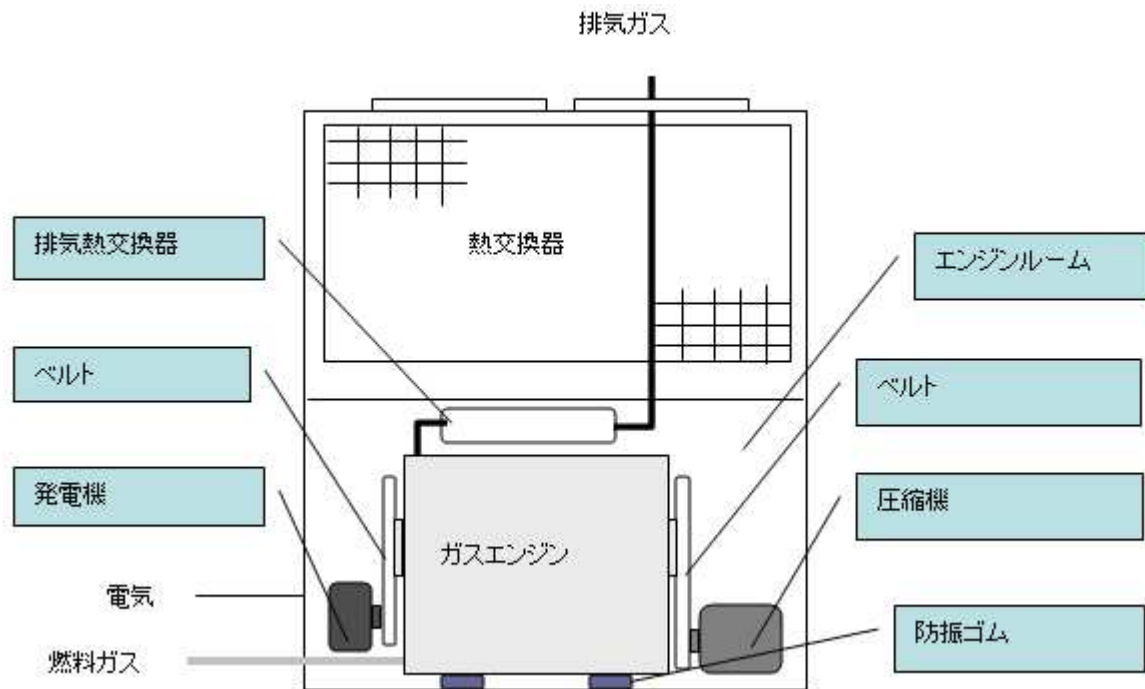 排気ガス
排気熱交換器
熱交換器
エンジンルーム
ベルト
ベルト
発電機
圧縮機
ガスエンジン
電気
防振ゴム
燃料ガス